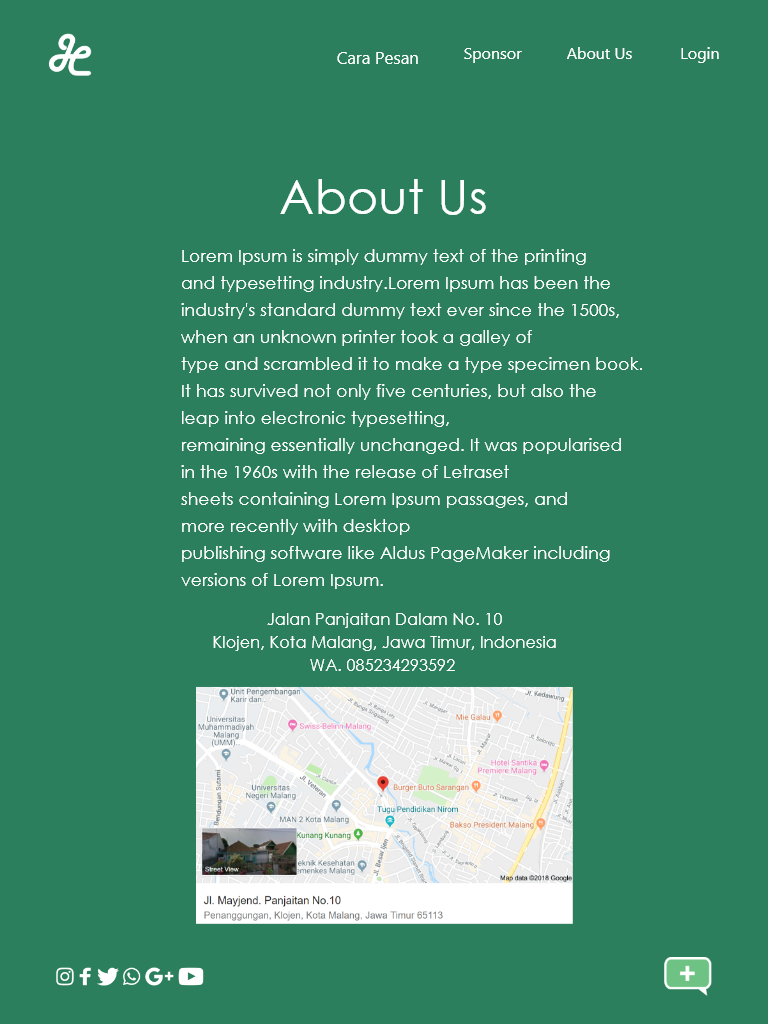 Cara Pesan
Sponsor
About Us
Login
About Us
Lorem Ipsum is simply dummy text of the printing
and typesetting industry.Lorem Ipsum has been the
industry's standard dummy text ever since the 1500s,
when an unknown printer took a galley of
type and scrambled it to make a type specimen book.
It has survived not only five centuries, but also the
leap into electronic typesetting,
remaining essentially unchanged. It was popularised
in the 1960s with the release of Letraset
sheets containing Lorem Ipsum passages, and
more recently with desktop
publishing software like Aldus PageMaker including
versions of Lorem Ipsum.
Jalan Panjaitan Dalam No. 10
Klojen, Kota Malang, Jawa Timur, Indonesia
WA. 085234293592
Unit Pengembangan
Karir dan..
Jl. Kedawung
Universitas
Muhammadiyah
Malang
(UMM)..
Swiss-Belinn Malang
Mie Galau
Hotel Santika
Premiere Malang
Universitas
Negeri Malang
Jl. Veteran
Burger Buto Sarangan
Tugu Pendidikan Nirom
MAN 2 Kota Malang
Bakso President Malang
Kunang Kunang
Teknik Kesehatan
Jl. Besar Ijen
Street View
Map data ©2018 Google
Jl. Mayjend. Panjaitan No.10
Penanggungan, Klojen, Kota Malang, Jawa Timur 65113